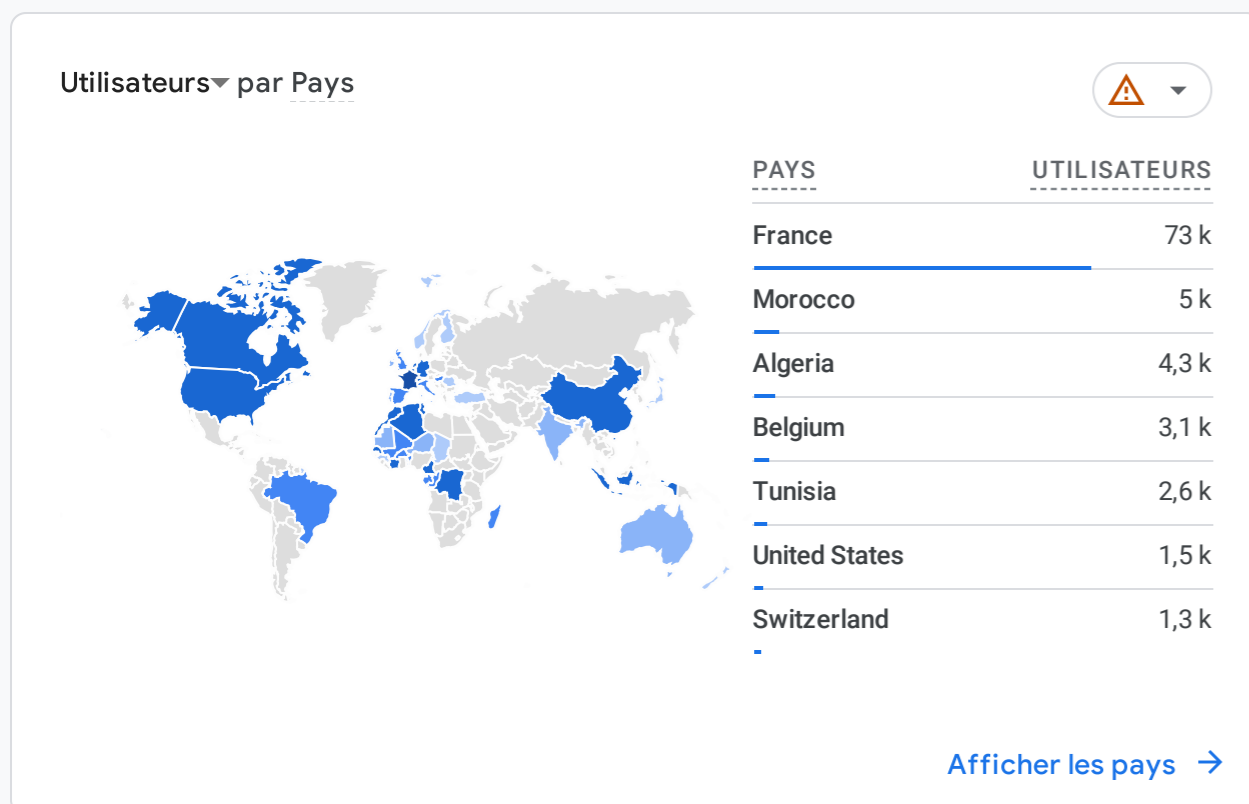 Utilisateurs par Pays
PAYS UTILISATEURS
France 73 k
Morocco 5 k
Algeria 4,3 k
Belgium 3,1 k
Tunisia 2,6 k
United States 1,5 k
Switzerland 1,3 k
Afficher les pays